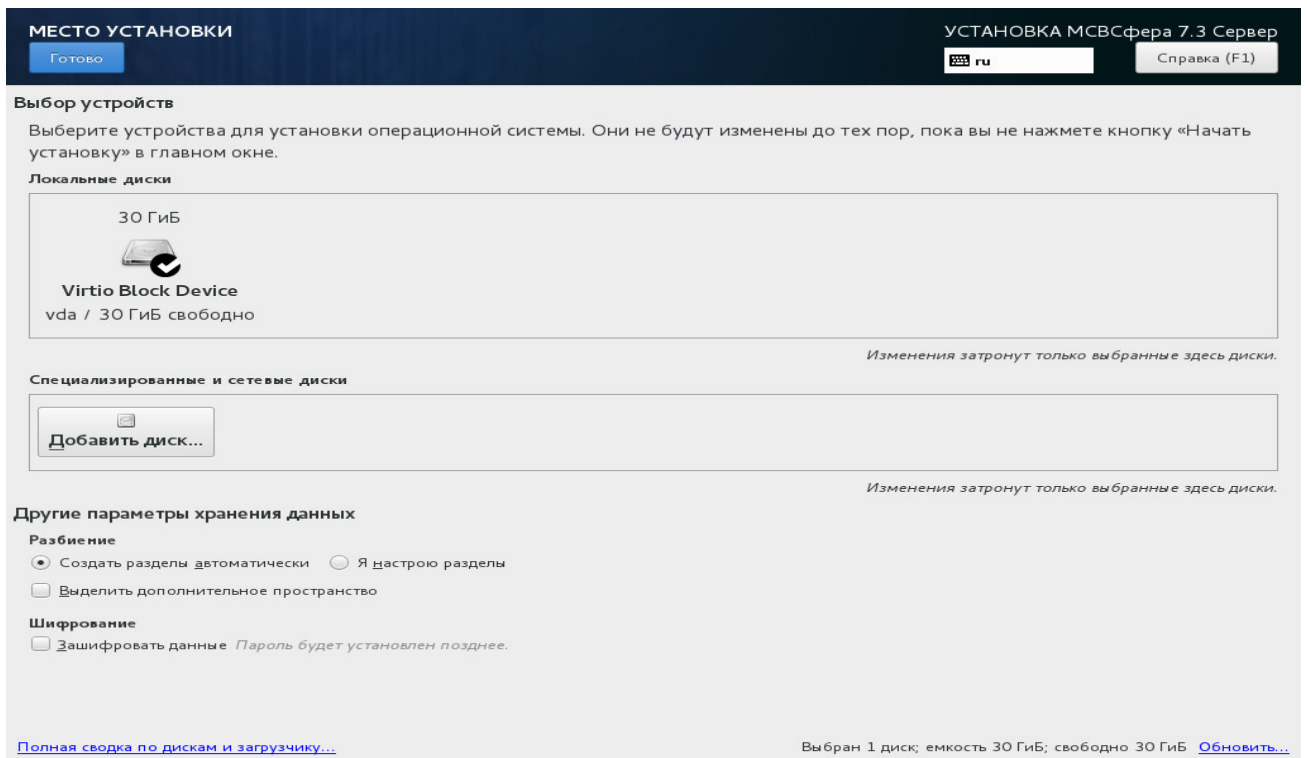 МЕСТО УСТАНОВКИ
УСТАНОВКА МСВСфера 7.3 Сервер
Готово
ru
Справка (F1)
Выбор устройств
Выберите устройства для установки операционной системы. Они не будут изменены до тех пор, пока вы не нажмете кнопку «Начать
установку» в главном окне.
Локальные диски
30 ГиБ
Virtio Block Device
vda / 30 ГиБ свободно
Изменения затронут только выбранные здесь диски.
Специализированные и сетевые диски
Добавить диск...
Изменения затронут только выбранные здесь диски.
Другие параметры хранения данных
Разбиение
Создать разделы автоматически Я настрою разделы
Выделить дополнительное пространство
Шифрование
Зашифровать данные Пароль будет установлен позднее.
Полная сводка по дискам и загрузчику...
Выбран 1 диск; емкость 30 ГиБ; свободно 30 ГиБ Обновить...